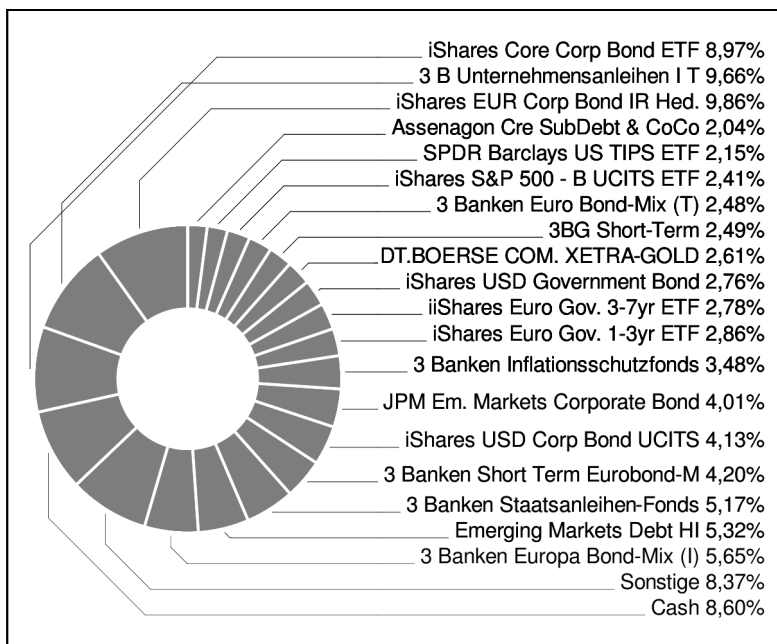 iShares Core Corp Bond ETF 8,97%
3 B Unternehmensanleihen I T 9,66%
iShares EUR Corp Bond IR Hed. 9,86%
Assenagon Cre SubDebt & CoCo 2,04%
SPDR Barclays US TIPS ETF 2,15%
iShares S&P 500 - B UCITS ETF 2,41%
3 Banken Euro Bond-Mix (T) 2,48%
3BG Short-Term 2,49%
DT.BOERSE COM. XETRA-GOLD 2,61%
iShares USD Government Bond 2,76%
iiShares Euro Gov. 3-7yr ETF 2,78%
iShares Euro Gov. 1-3yr ETF 2,86%
3 Banken Inflationsschutzfonds 3,48%
JPM Em. Markets Corporate Bond 4,01%
iShares USD Corp Bond UCITS 4,13%
3 Banken Short Term Eurobond-M 4,20%
3 Banken Staatsanleihen-Fonds 5,17%
Emerging Markets Debt HI 5,32%
3 Banken Europa Bond-Mix (I) 5,65%
Sonstige 8,37%
Cash 8,60%